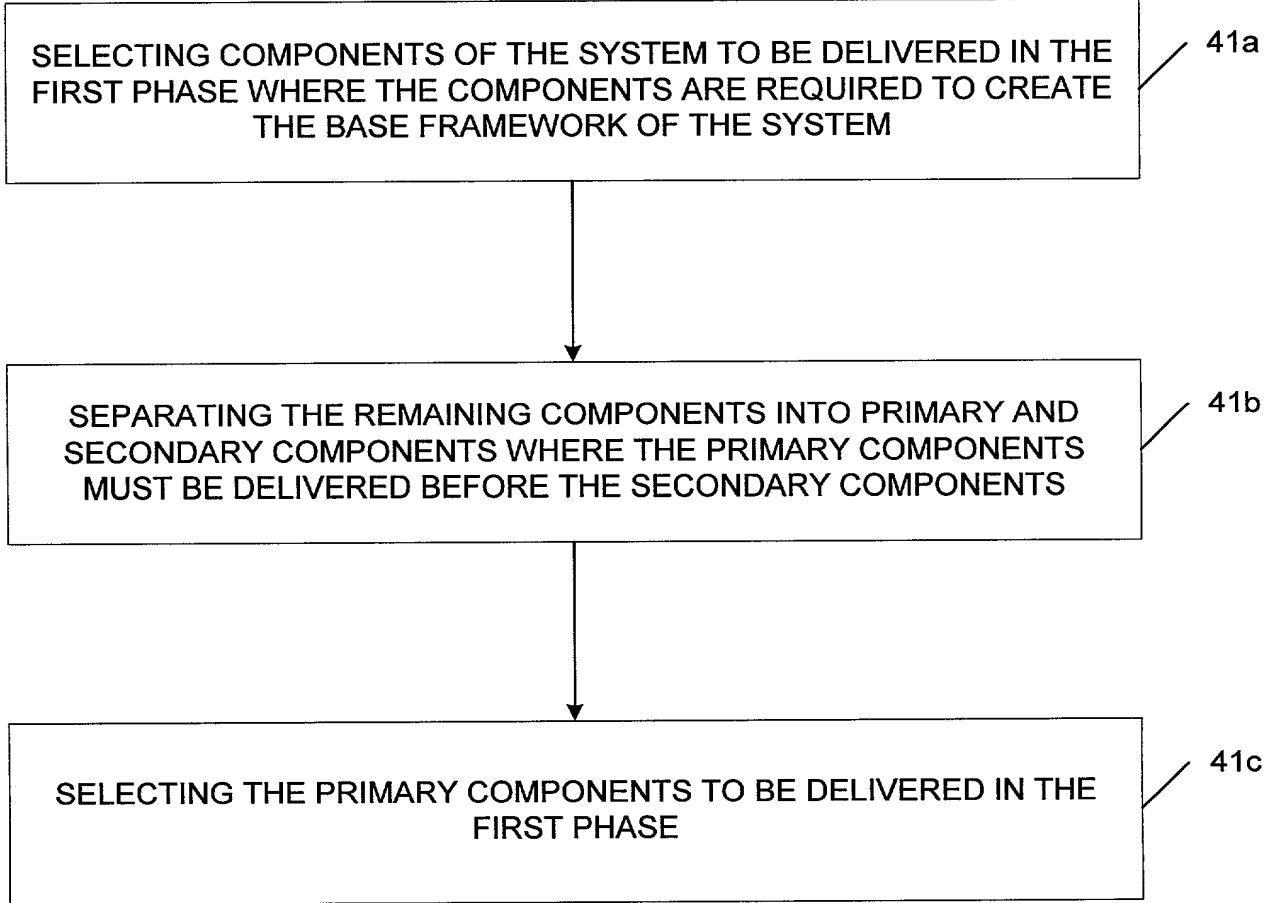 SELECTING COMPONENTS OF THE SYSTEM TO BE DELIVERED IN THE
FIRST PHASE WHERE THE COMPONENTS ARE REQUIRED TO CREATE
THE BASE FRAMEWORK OF THE SYSTEM
41a
SEPARATING THE REMAINING COMPONENTS INTO PRIMARY AND
SECONDARY COMPONENTS WHERE THE PRIMARY COMPONENTS
MUST BE DELIVERED BEFORE THE SECONDARY COMPONENTS
41b
SELECTING THE PRIMARY COMPONENTS TO BE DELIVERED IN THE
FIRST PHASE
41c